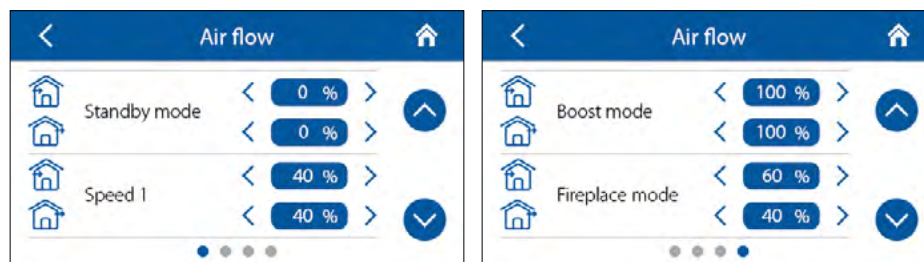 Air flow
Standby mode
0 %
0 %
Speed 1
40 %
40 %
Air flow
Boost mode
100 %
100 %
Fireplace mode
60 %
40 %